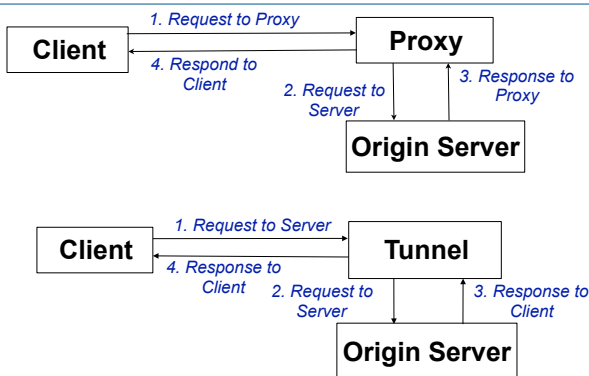 1. Request to Proxy
Client
Proxy
4. Respond to
Client
2. Request to
Server
3. Response to
Proxy
Origin Server
1. Request to Server
Client
Tunnel
4. Response to
Client
2. Request to
Server
3. Response to
Client
Origin Server